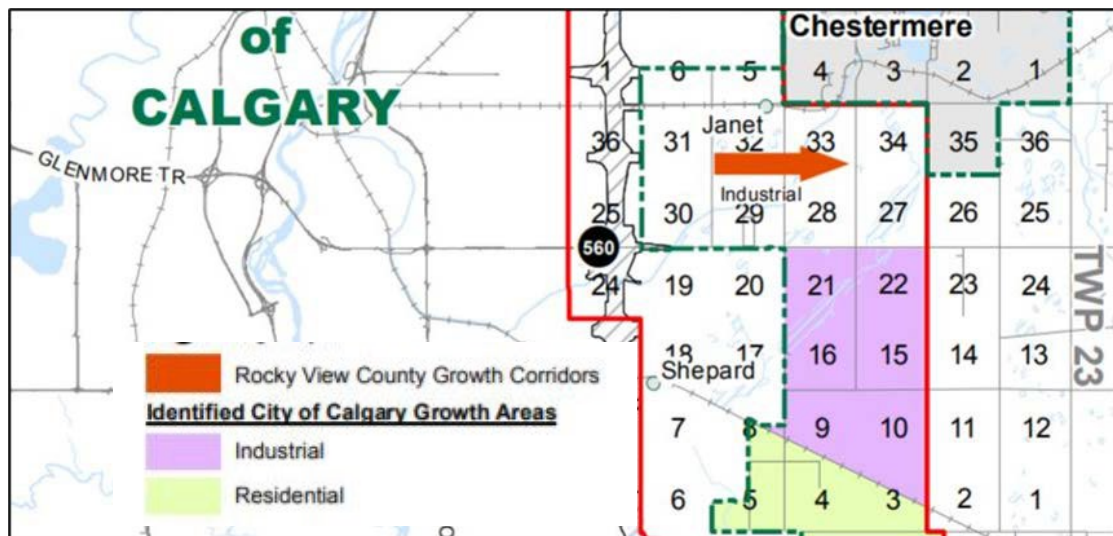 of
CALGARY
GLENMORE TR
Chestermere
1 6 5 4 3 2 1
Janet
36 31 32 33 34 35 36
Industrial
25 30 29 28 27 26 25
560
24 19 20 21 22 23 24
TWP 23
18 17 16 15 14 13
Shepard
7 8 9 10 11 12
6 5 4 3 2 1
Rocky View County Growth Corridors
Identified City of Calgary Growth Areas
Industrial
Residential